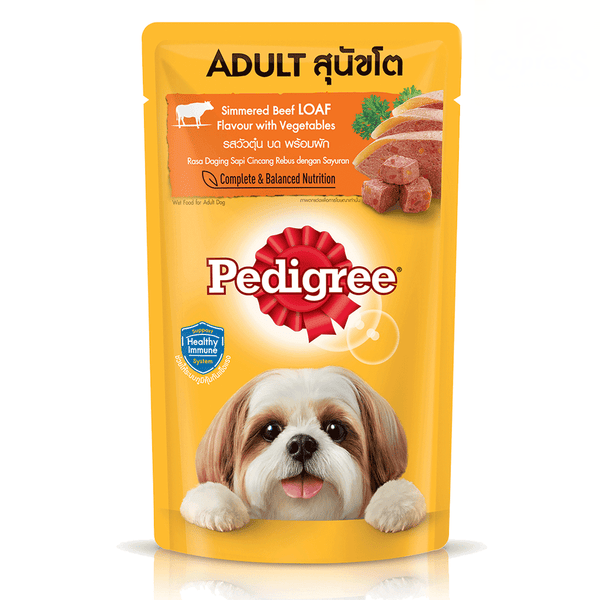 ADULT สุนัขโต
Simmered Beef LOAF
Flavour with Vegetables
รสวัวตุ๋น บด พร้อมผัก
Rasa Daging Sapi Cincang Rebus dengan Sayuran
Complete & Balanced Nutrition
Wet Food for Adult Dog
Pedigree®
Support
Healthy
Immune
System